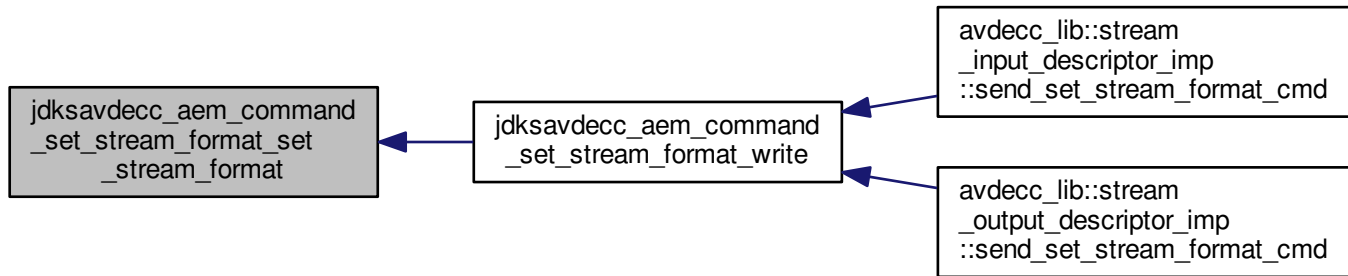 jdksavdecc_aem_command
_set_stream_format_set
_stream_format
jdksavdecc_aem_command
_set_stream_format_write
avdecc_lib::stream
_input_descriptor_imp
::send_set_stream_format_cmd
avdecc_lib::stream
_output_descriptor_imp
::send_set_stream_format_cmd